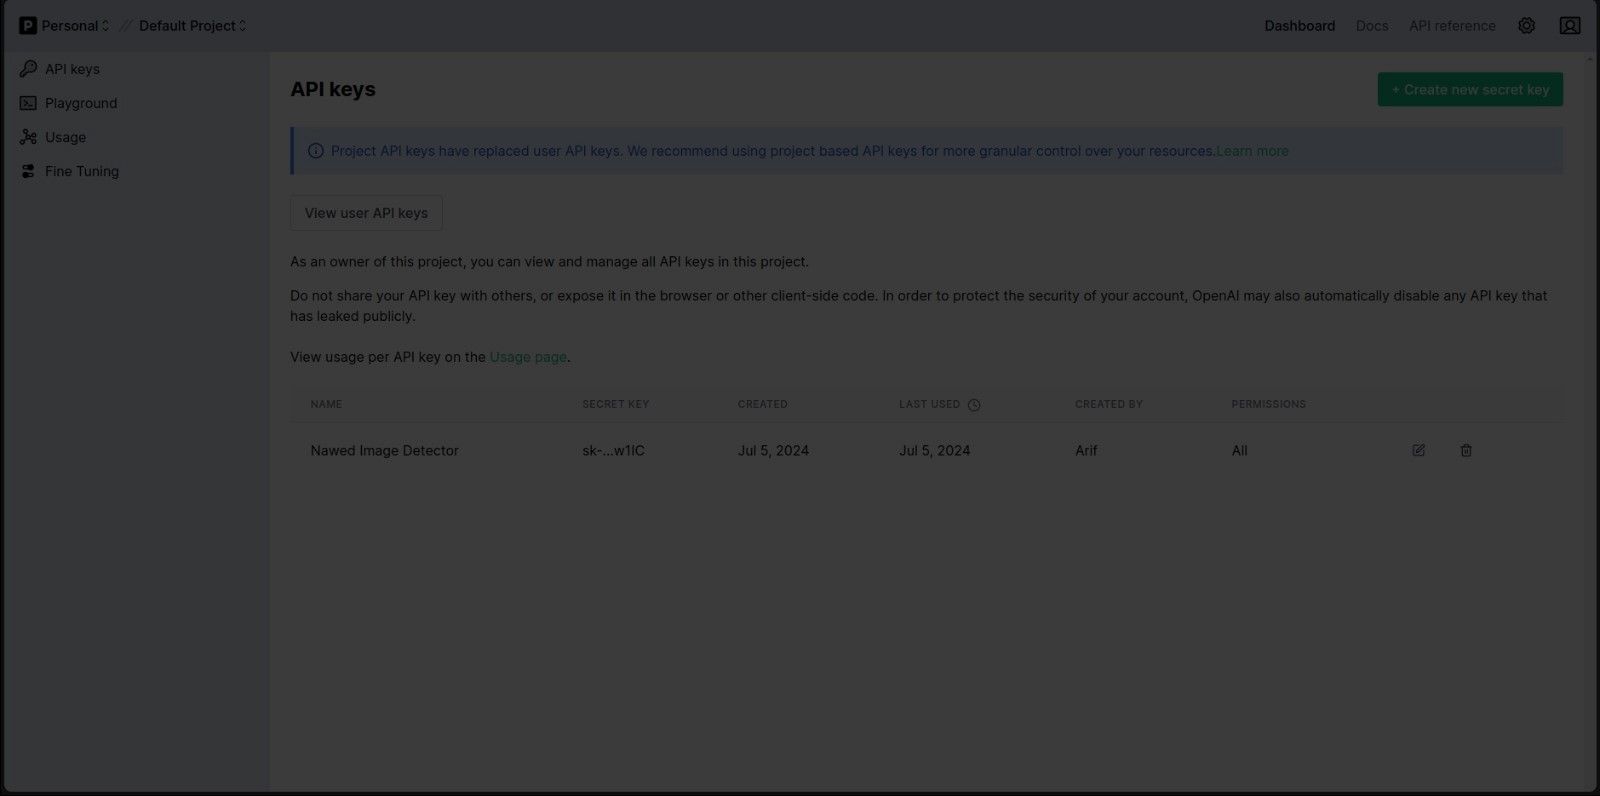 P Personal // Default Project
Dashboard Docs API reference
API keys
Playground
Usage
Fine Tuning
API keys
+ Create new secret key
Project API keys have replaced user API keys. We recommend using project based API keys for more granular control over your resources.Learn more
View user API keys
As an owner of this project, you can view and manage all API keys in this project.
Do not share your API key with others, or expose it in the browser or other client-side code. In order to protect the security of your account, OpenAI may also automatically disable any API key that
has leaked publicly.
View usage per API key on the Usage page.
NAME SECRET KEY CREATED LAST USED CREATED BY PERMISSIONS
Nawed Image Detector sk-...w1IC Jul 5, 2024 Jul 5, 2024 Arif All